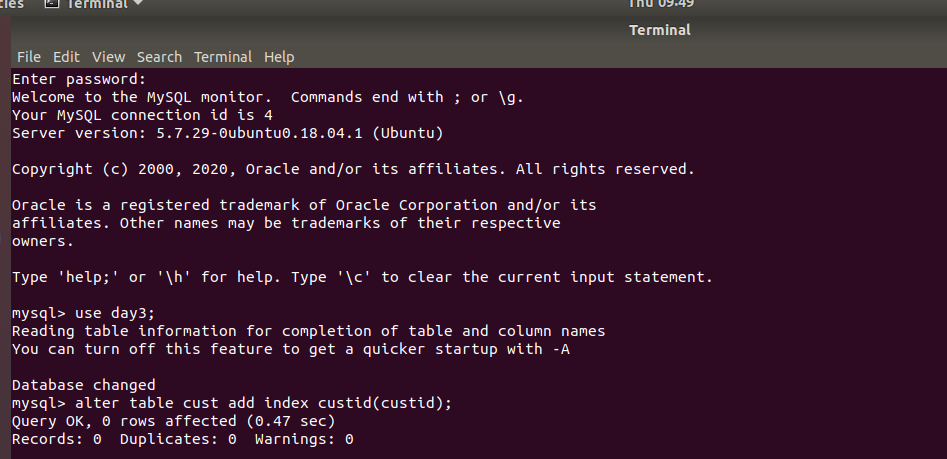 Terminal
Thu 09:49
Terminal
File Edit View Search Terminal Help
Enter password:
Welcome to the MySQL monitor.  Commands end with ; or \g.
Your MySQL connection id is 4
Server version: 5.7.29-0ubuntu0.18.04.1 (Ubuntu)
Copyright (c) 2000, 2020, Oracle and/or its affiliates. All rights reserved.
Oracle is a registered trademark of Oracle Corporation and/or its
affiliates. Other names may be trademarks of their respective
owners.
Type 'help;' or '\h' for help. Type '\c' to clear the current input statement.
mysql> use day3;
Reading table information for completion of table and column names
You can turn off this feature to get a quicker startup with -A
Database changed
mysql> alter table cust add index custid(custid);
Query OK, 0 rows affected (0.47 sec)
Records: 0  Duplicates: 0  Warnings: 0